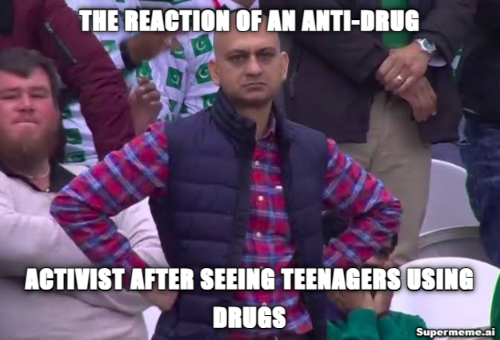 THE REACTION OF AN ANTI-DRUG
ACTIVIST AFTER SEEING TEENAGERS USING
DRUGS
Supermeme.ai